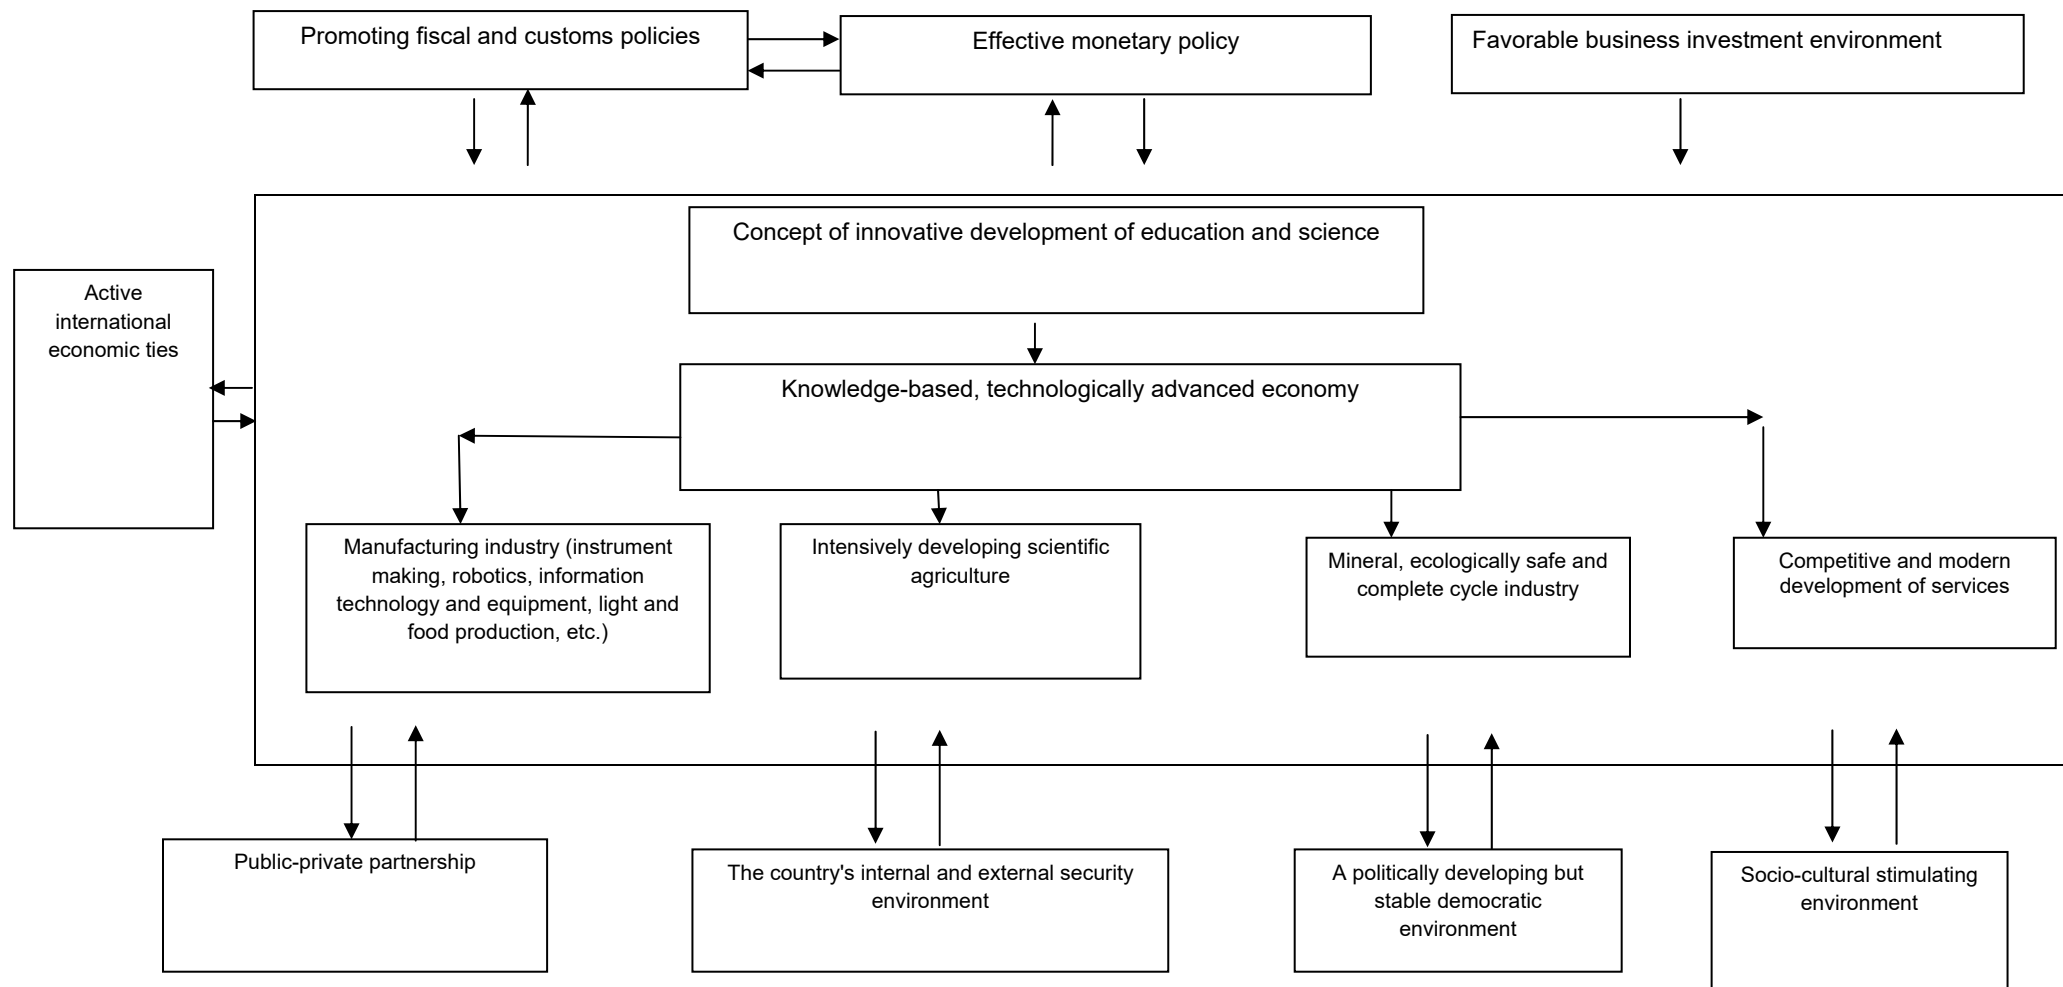 Promoting fiscal and customs policies
Effective monetary policy
Favorable business investment environment
Concept of innovative development of education and science
Active
international
economic ties
Knowledge-based, technologically advanced economy
Manufacturing industry (instrument
making, robotics, information
technology and equipment, light and
food production, etc.)
Intensively developing scientific
agriculture
Mineral, ecologically safe and
complete cycle industry
Competitive and modern
development of services
Public-private partnership
The country's internal and external security
environment
A politically developing but
stable democratic
environment
Socio-cultural stimulating
environment